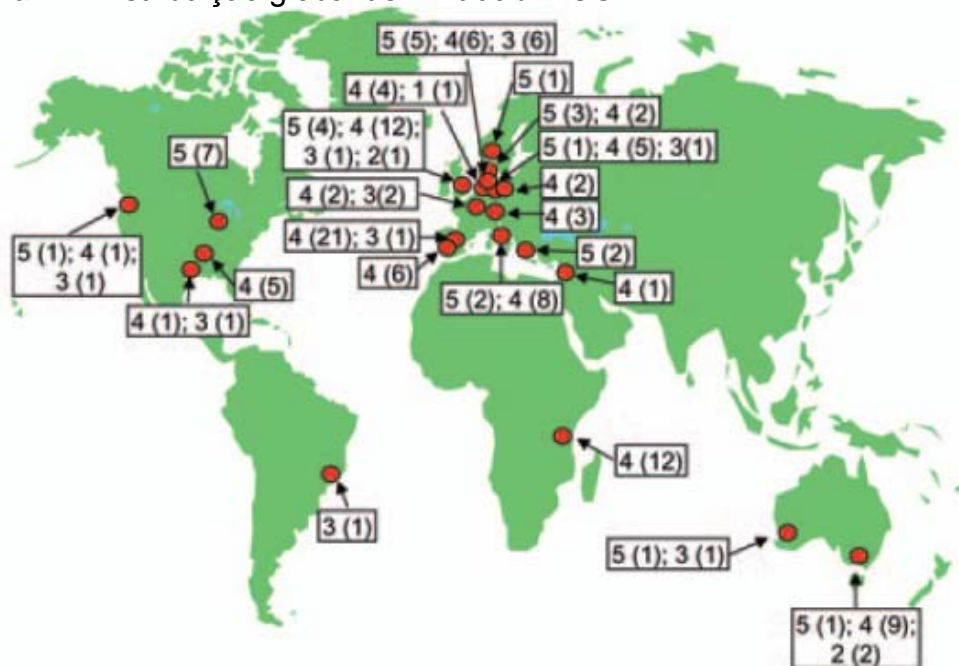 5 (5); 4(6); 3 (6)
5 (1)
4 (4); 1 (1)
5 (3); 4 (2)
5 (4); 4 (12);
3 (1); 2(1)
5 (1); 4 (5); 3(1)
5 (7)
4 (2)
4 (2); 3(2)
4 (3)
4 (21); 3 (1)
5 (2)
5 (1); 4 (1);
3 (1)
4 (6)
4 (5)
5 (2); 4 (8)
4 (1)
4 (1); 3 (1)
4 (12)
3 (1)
5 (1); 3 (1)
5 (1); 4 (9);
2 (2)